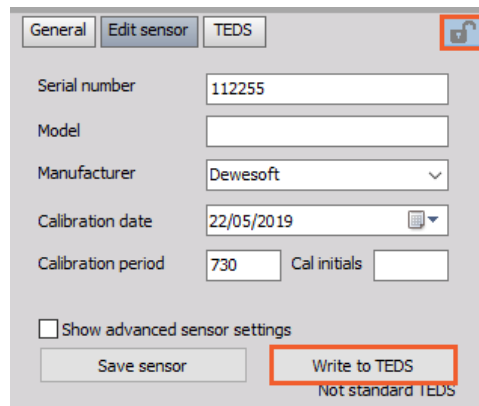 General Edit sensor TEDS
Serial number 112255
Model
Manufacturer Dewesoft
Calibration date 22/05/2019
Calibration period 730 Cal initials
Show advanced sensor settings
Save sensor Write to TEDS
Not standard TEDS